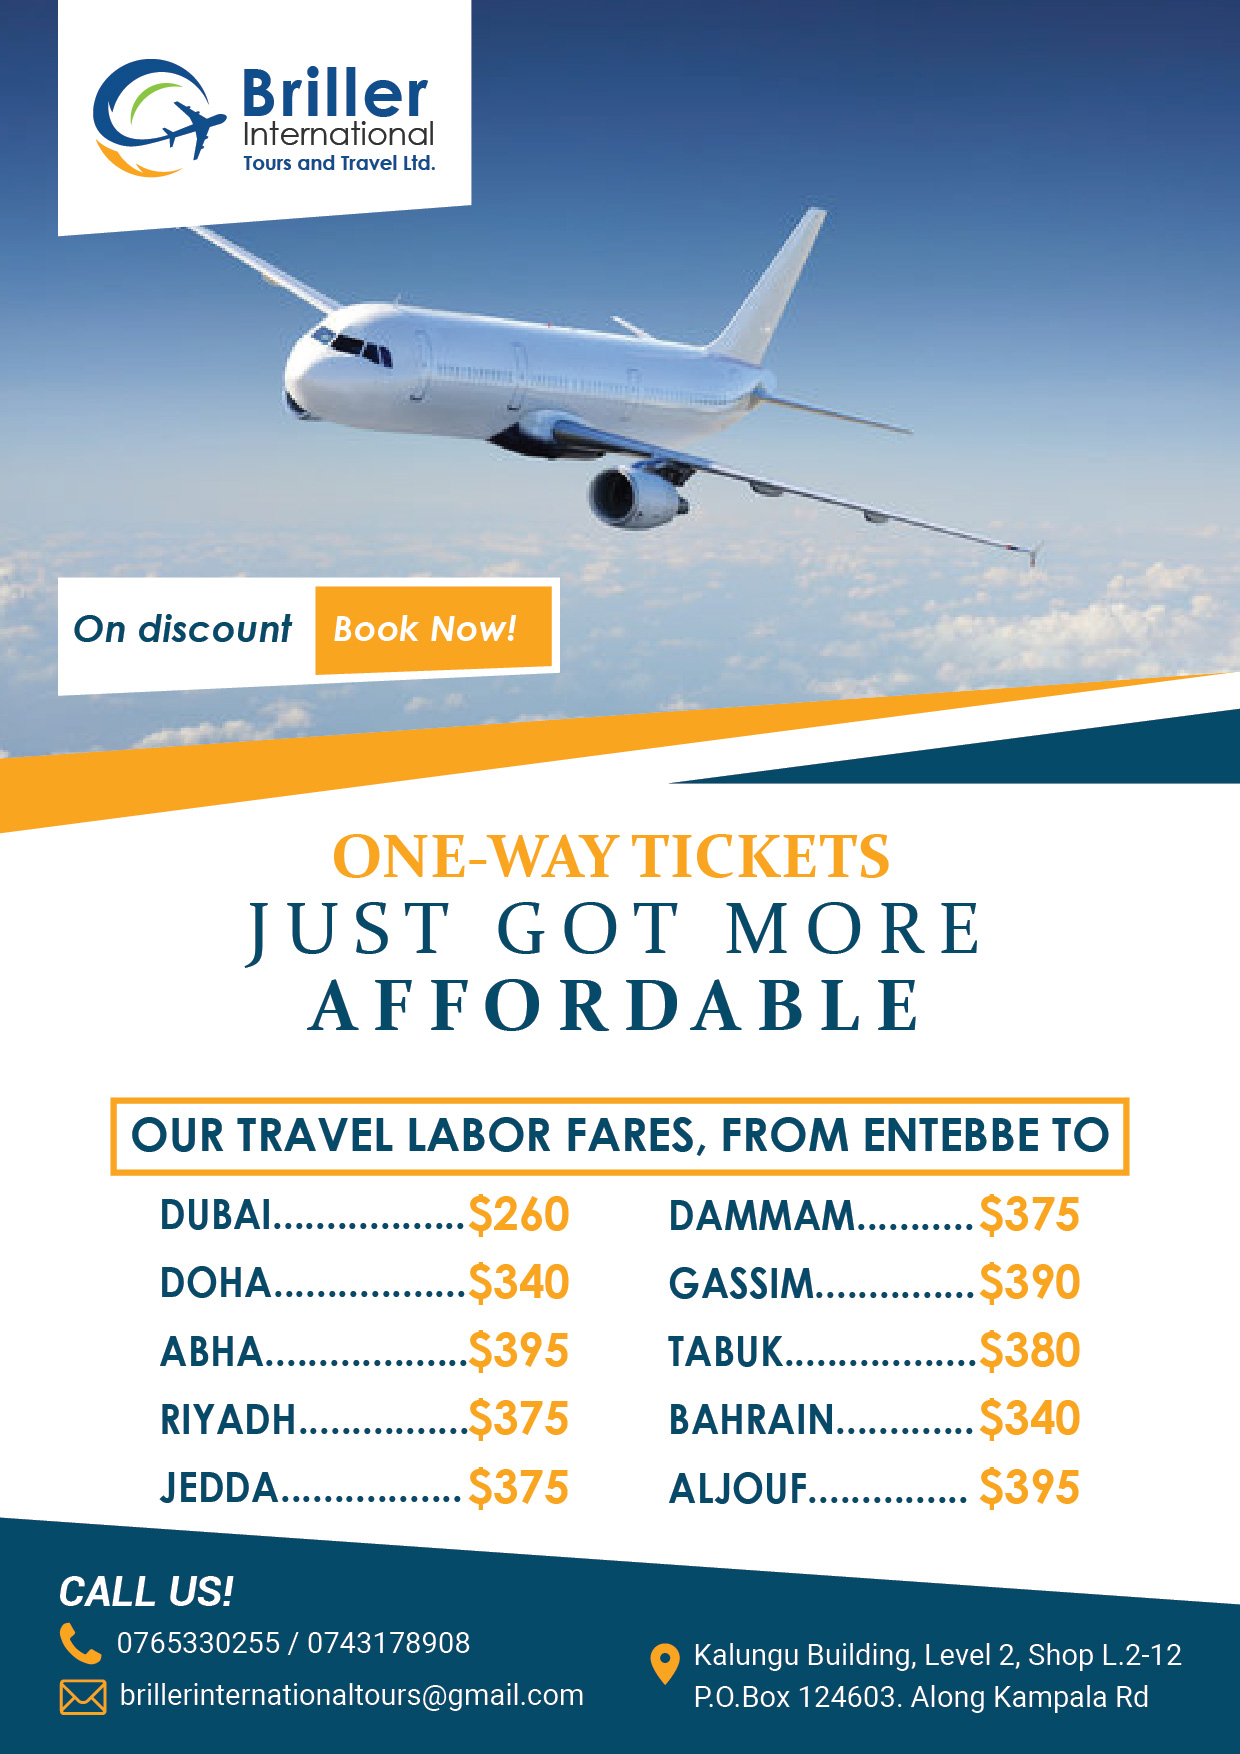 Briller
International
Tours and Travel Ltd.
On discount
Book Now!
ONE-WAY TICKETS
JUST GOT MORE
AFFORDABLE
OUR TRAVEL LABOR FARES, FROM ENTEBBE TO
DUBAI..................$260
DOHA..................$340
ABHA...................$395
RIYADH................$375
JEDDA.................$375
DAMMAM...........$375
GASSIM...............$390
TABUK..................$380
BAHRAIN.............$340
ALJOUF...............$395
CALL US!
0765330255 / 0743178908
brillerinternationaltours@gmail.com
Kalungu Building, Level 2, Shop L.2-12
P.O.Box 124603. Along Kampala Rd